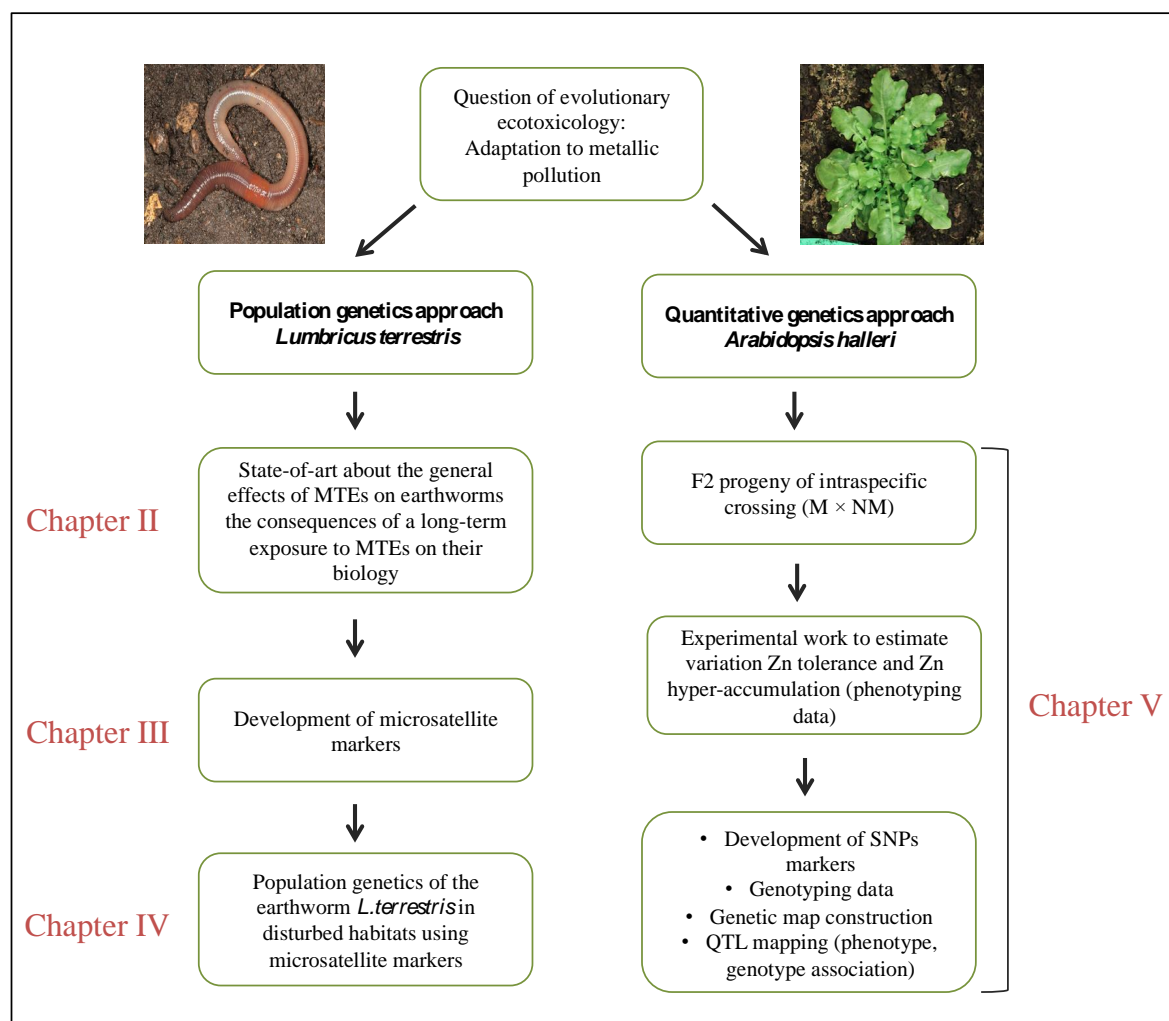 Question of evolutionary
ecotoxicology:
Adaptation to metallic
pollution
Population genetics approach
Lumbricus terrestris
Quantitative genetics approach
Arabidopsis halleri
Chapter II
State-of-art about the general
effects of MTEs on earthworms
the consequences of a long-term
exposure to MTEs on their
biology
Chapter III
Development of microsatellite
markers
Chapter IV
Population genetics of the
earthworm L.terrestris in
disturbed habitats using
microsatellite markers
F2 progeny of intraspecific
crossing (M × NM)
Experimental work to estimate
variation Zn tolerance and Zn
hyper-accumulation (phenotyping
data)
• Development of SNPs
markers
• Genotyping data
• Genetic map construction
• QTL mapping (phenotype,
genotype association)
Chapter V